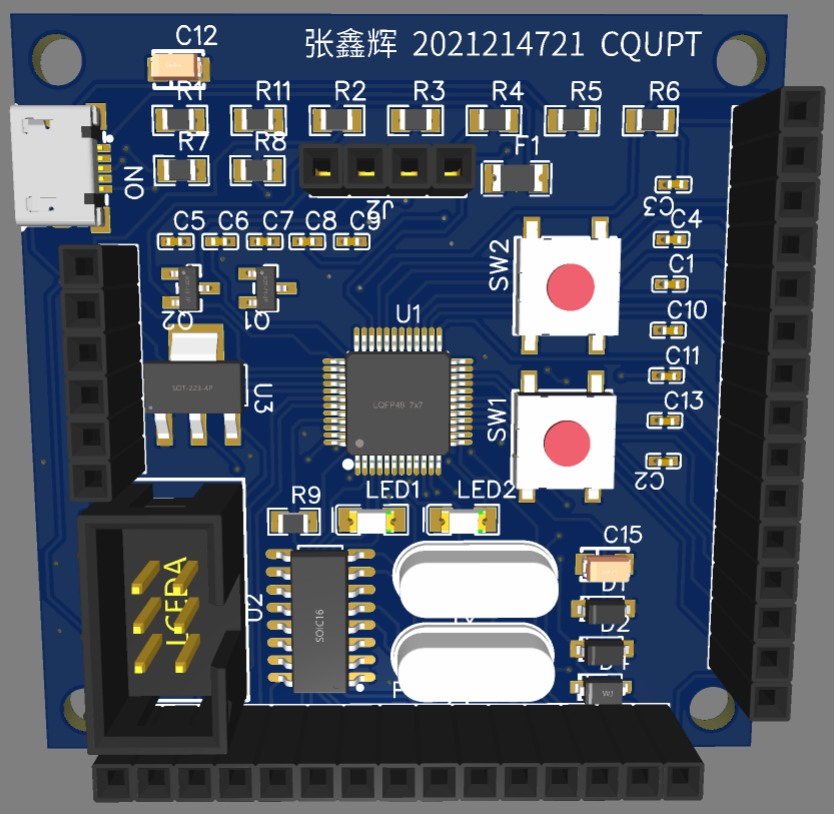 张鑫辉 2021214721 CQUPT
C12
R1 R11 R2 R3 R4 R5 R6
R7 R8 F1
NO
J2
C3
C5 C6 C7 C8 C9 C4
SW2
C1
Q2 Q1 U1 C10
SOT-223-4P
U3
LQFP48 7x7
C11
SW1
C13
C2
R9 LED1 LED2
C15
D1
LCEDA
U2
SOIC16
D2
WJ